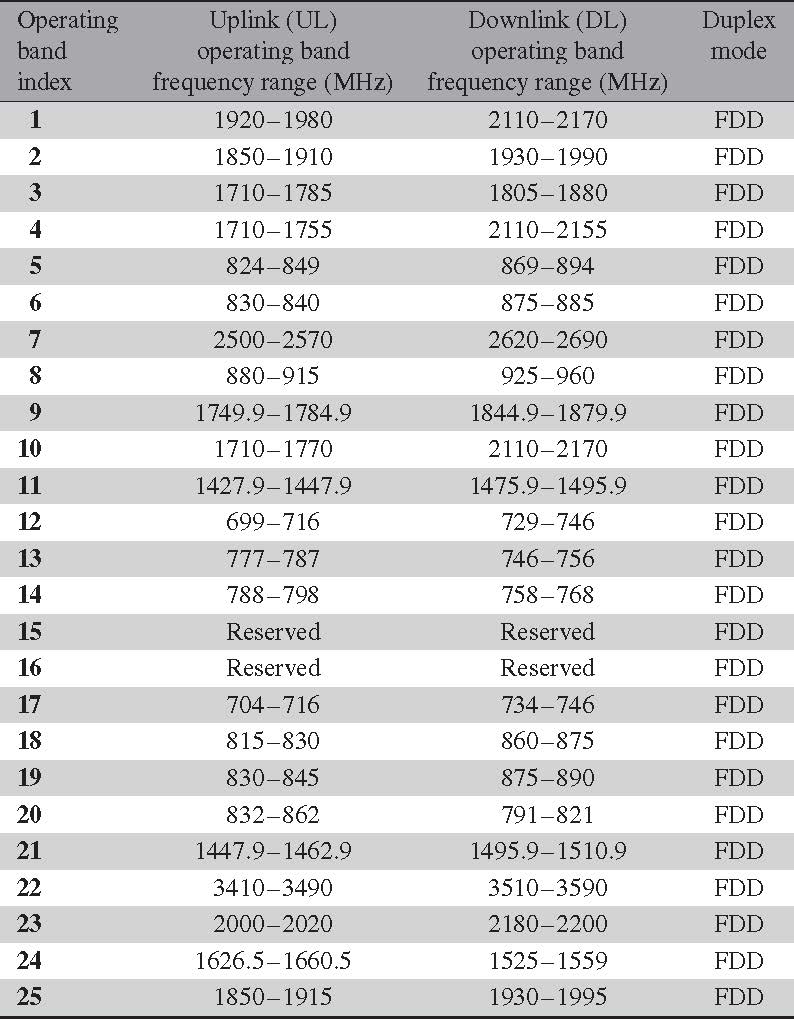 Operating Uplink (UL) Downlink (DL) Duplex
band operating band operating band mode
index frequency range (MHz) frequency range (MHz)
1 1920–1980 2110–2170 FDD
2 1850–1910 1930–1990 FDD
3 1710–1785 1805–1880 FDD
4 1710–1755 2110–2155 FDD
5 824–849 869–894 FDD
6 830–840 875–885 FDD
7 2500–2570 2620–2690 FDD
8 880–915 925–960 FDD
9 1749.9–1784.9 1844.9–1879.9 FDD
10 1710–1770 2110–2170 FDD
11 1427.9–1447.9 1475.9–1495.9 FDD
12 699–716 729–746 FDD
13 777–787 746–756 FDD
14 788–798 758–768 FDD
15 Reserved Reserved FDD
16 Reserved Reserved FDD
17 704–716 734–746 FDD
18 815–830 860–875 FDD
19 830–845 875–890 FDD
20 832–862 791–821 FDD
21 1447.9–1462.9 1495.9–1510.9 FDD
22 3410–3490 3510–3590 FDD
23 2000–2020 2180–2200 FDD
24 1626.5–1660.5 1525–1559 FDD
25 1850–1915 1930–1995 FDD